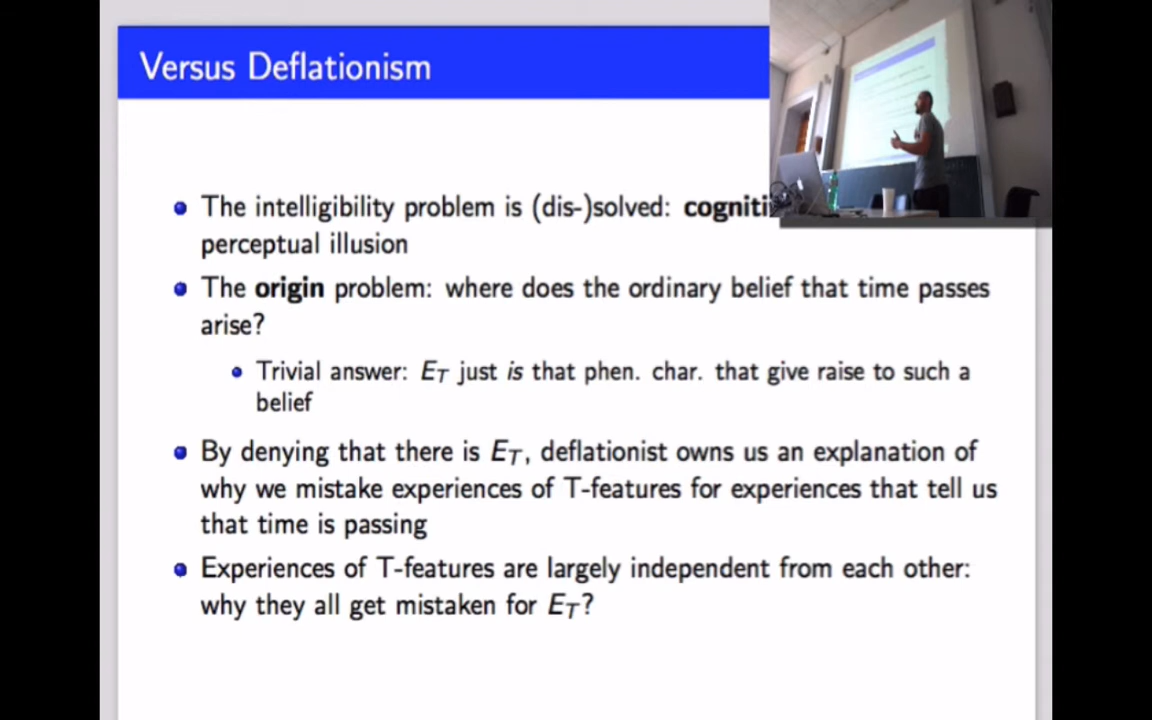 Versus Deflationism
The intelligibility problem is (dis-)solved:
perceptual illusion
The origin problem: where does the ordinary belief that time passes
arise?
Trivial answer: E_T just is that phen. char. that give raise to such a
belief
By denying that there is E_T, deflationist owns us an explanation of
why we mistake experiences of T-features for experiences that tell us
that time is passing
Experiences of T-features are largely independent from each other:
why they all get mistaken for E_T?